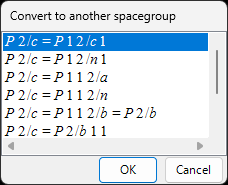 Convert to another spacegroup
P 2/c = P 1 2/c 1
P 2/c = P 1 2/n 1
P 2/c = P 1 1 2/a
P 2/c = P 1 1 2/n
P 2/c = P 1 1 2/b = P 2/b
P 2/c = P 2/b 1 1
OK Cancel